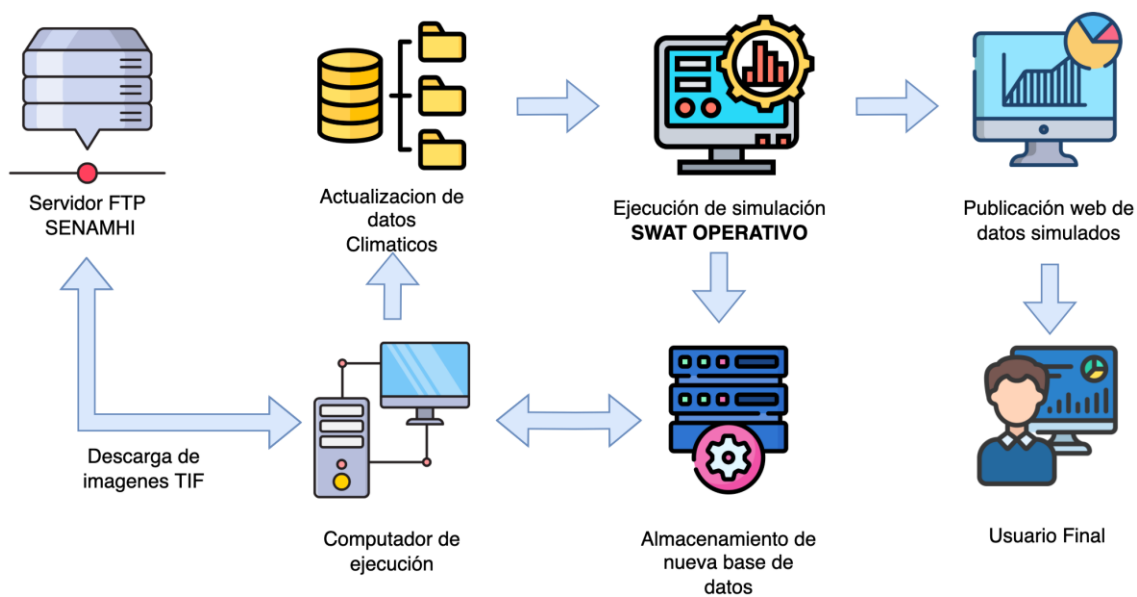 Servidor FTP
SENAMHI
Actualizacion de
datos
Climaticos
Ejecución de simulación
SWAT OPERATIVO
Publicación web de
datos simulados
Descarga de
imagenes TIF
Computador de
ejecución
Almacenamiento de
nueva base de
datos
Usuario Final